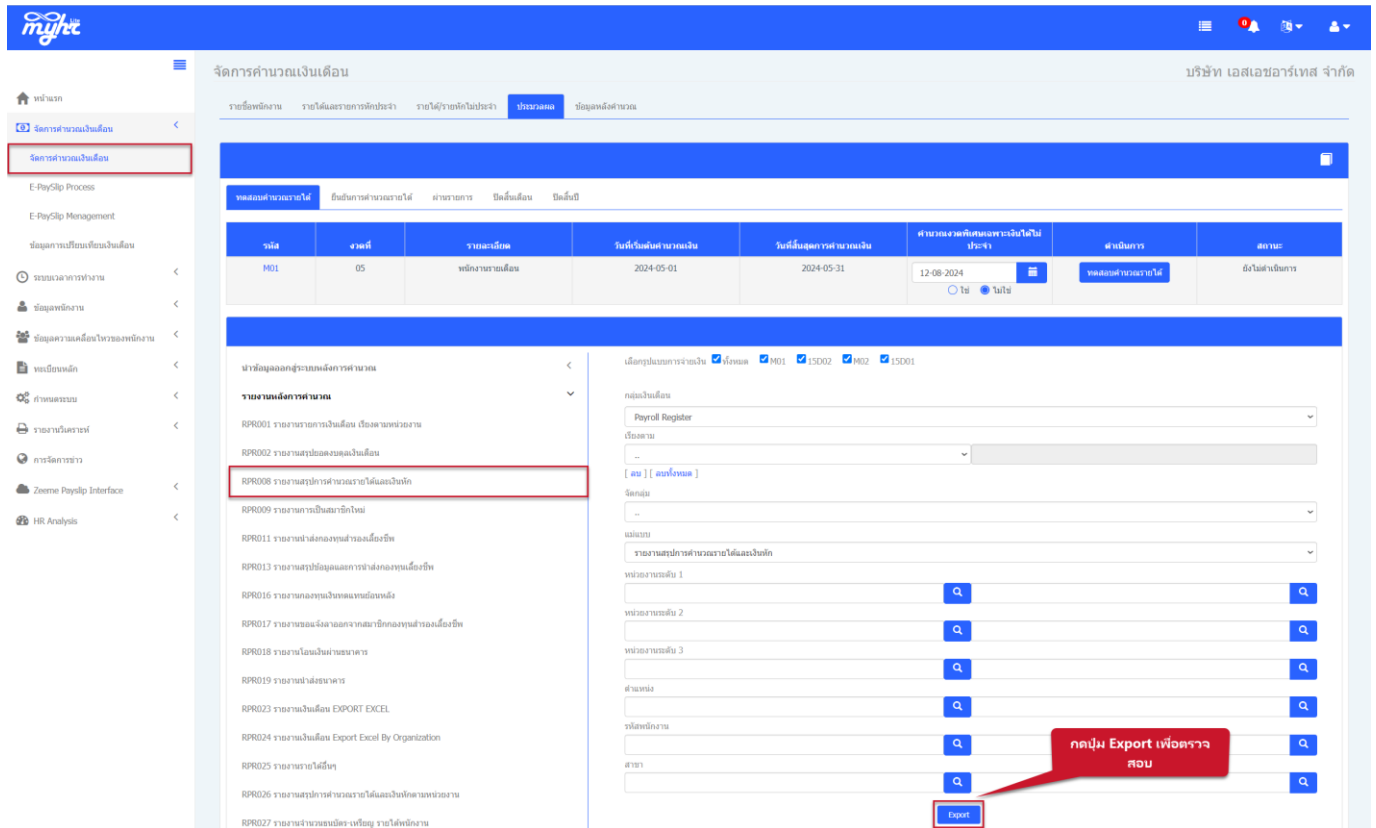 myhr lite
0
จัดการคำนวณเงินเดือน
บริษัท เอสเอชอาร์เทส จำกัด
หน้าแรก
จัดการคำนวณเงินเดือน
จัดการคำนวณเงินเดือน
E-PaySlip Process
E-PaySlip Menagement
ข้อมูลการเปรียบเทียบเงินเดือน
ระบบเวลาการทำงาน
ข้อมูลพนักงาน
ข้อมูลความเคลื่อนไหวของพนักงาน
ทะเบียนหลัก
กำหนดระบบ
รายงานวิเคราะห์
การจัดการข่าว
Zeeme Payslip Interface
HR Analysis
รายชื่อพนักงาน รายได้และรายการหักประจำ รายได้/รายหักไม่ประจำ ประมวลผล ข้อมูลหลังคำนวณ
ทดสอบคำนวณรายได้ ยืนยันการคำนวณรายได้ ผ่านรายการ ปิดสิ้นเดือน ปิดสิ้นปี
รหัส งวดที่ รายละเอียด วันที่เริ่มต้นคำนวณเงิน วันที่สิ้นสุดการคำนวณเงิน คำนวณงวดพิเศษเฉพาะเงินได้ไม่ประจำ ดำเนินการ สถานะ
M01 05 พนักงานรายเดือน 2024-05-01 2024-05-31 12-08-2024 ทดสอบคำนวณรายได้ ยังไม่ดำเนินการ
ใช่ ไม่ใช่
นำข้อมูลออกสู่ระบบหลังการคำนวณ
รายงานหลังการคำนวณ
RPR001 รายงานรายการเงินเดือน เรียงตามหน่วยงาน
RPR002 รายงานสรุปยอดงบดุลเงินเดือน
RPR008 รายงานสรุปการคำนวณรายได้และเงินหัก
RPR009 รายงานการเป็นสมาชิกใหม่
RPR011 รายงานนำส่งกองทุนสำรองเลี้ยงชีพ
RPR013 รายงานสรุปข้อมูลและการนำส่งกองทุนเลี้ยงชีพ
RPR016 รายงานกองทุนเงินทดแทนย้อนหลัง
RPR017 รายงานขอแจ้งลาออกจากสมาชิกกองทุนสำรองเลี้ยงชีพ
RPR018 รายงานโอนเงินผ่านธนาคาร
RPR019 รายงานนำส่งธนาคาร
RPR023 รายงานเงินเดือน EXPORT EXCEL
RPR024 รายงานเงินเดือน Export Excel By Organization
RPR025 รายงานรายได้อื่นๆ
RPR026 รายงานสรุปการคำนวณรายได้และเงินหักตามหน่วยงาน
RPR027 รายงานจำนวนธนบัตร-เหรียญ รายได้พนักงาน
เลือกรูปแบบการจ่ายเงิน ทั้งหมด M01 15D02 M02 15D01
กลุ่มเงินเดือน
Payroll Register
เรียงตาม
..
[ ลบ ] [ ลบทั้งหมด ]
จัดกลุ่ม
..
แม่แบบ
รายงานสรุปการคำนวณรายได้และเงินหัก
หน่วยงานระดับ 1
หน่วยงานระดับ 2
หน่วยงานระดับ 3
ตำแหน่ง
รหัสพนักงาน
สาขา
กดปุ่ม Export เพื่อตรวจ
สอบ
Export